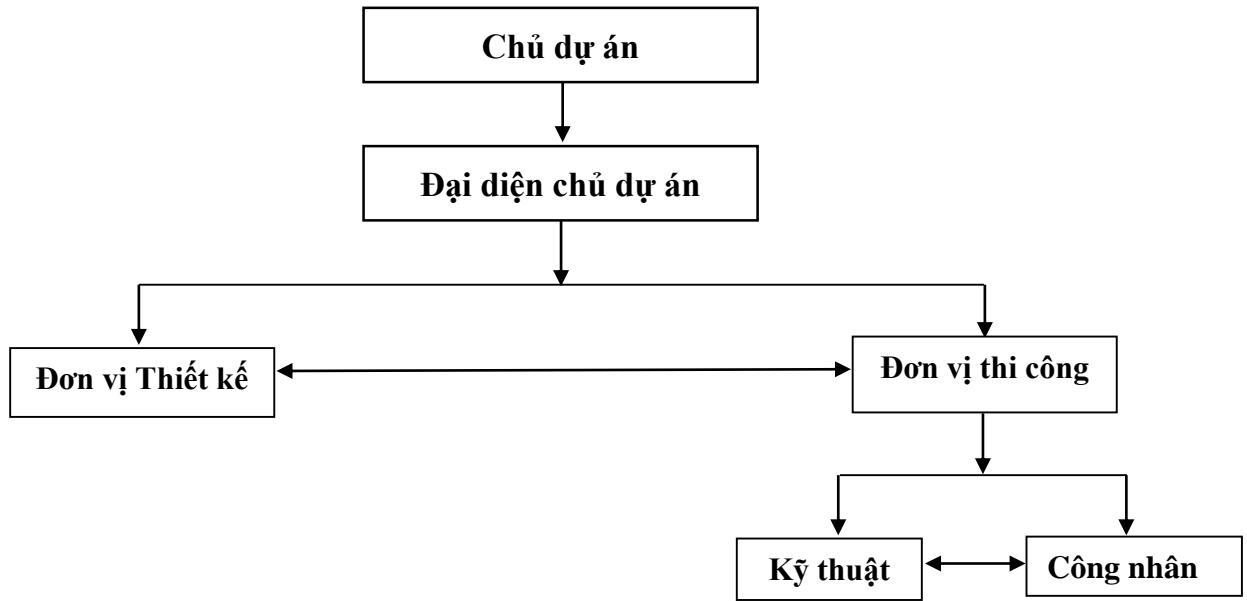 Chủ dự án
Đại diện chủ dự án
Đơn vị Thiết kế
Đơn vị thi công
Kỹ thuật
Công nhân